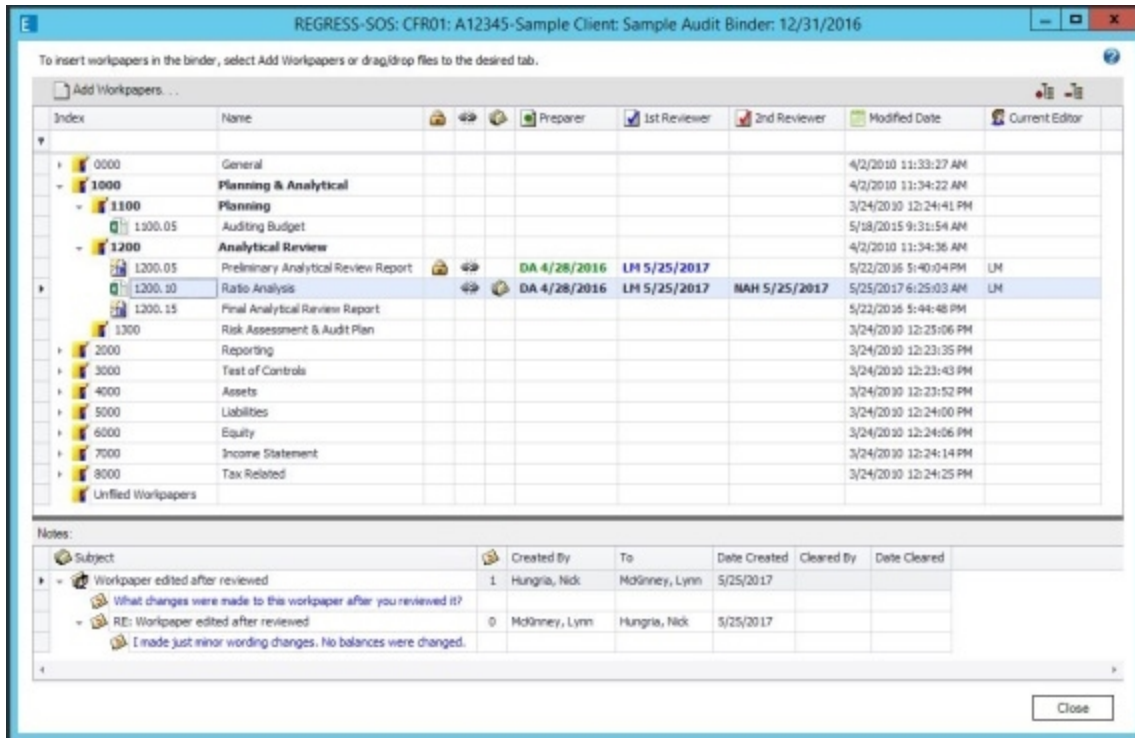 REGRESS-SOS: CFR01: A12345-Sample Client: Sample Audit Binder: 12/31/2016
To insert workpapers in the binder, select Add Workpapers or drag/drop files to the desired tab.
Add Workpapers. . .
Index Name Preparer 1st Reviewer 2nd Reviewer Modified Date Current Editor
0000 General 4/2/2010 11:33:27 AM
1000 Planning & Analytical 4/2/2010 11:34:22 AM
1100 Planning 3/24/2010 12:24:41 PM
1100.05 Auditing Budget 5/18/2015 9:31:54 AM
1200 Analytical Review 4/2/2010 11:34:36 AM
1200.05 Preliminary Analytical Review Report DA 4/28/2016 LM 5/25/2017 5/22/2016 5:40:04 PM LM
1200.10 Ratio Analysis DA 4/28/2016 LM 5/25/2017 NAH 5/25/2017 5/25/2017 6:25:03 AM LM
1200.15 Final Analytical Review Report 5/22/2016 5:44:48 PM
1300 Risk Assessment & Audit Plan 3/24/2010 12:25:06 PM
2000 Reporting 3/24/2010 12:23:35 PM
3000 Test of Controls 3/24/2010 12:23:43 PM
4000 Assets 3/24/2010 12:23:52 PM
5000 Liabilities 3/24/2010 12:24:00 PM
6000 Equity 3/24/2010 12:24:06 PM
7000 Income Statement 3/24/2010 12:24:14 PM
8000 Tax Related 3/24/2010 12:24:25 PM
Unfiled Workpapers
Notes:
Subject Created By To Date Created Cleared By Date Cleared
Workpaper edited after reviewed 1 Hungria, Nick McKinney, Lynn 5/25/2017
What changes were made to this workpaper after you reviewed it?
RE: Workpaper edited after reviewed 0 McKinney, Lynn Hungria, Nick 5/25/2017
I made just minor wording changes. No balances were changed.
Close